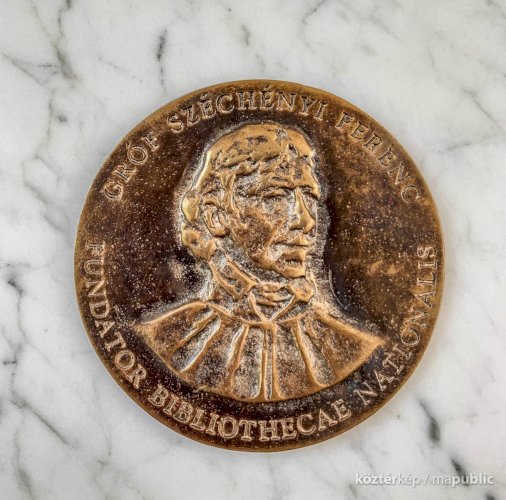 GRÓF SZÉCHÉNYI FERENC
FUNDATOR BIBLIOTHECAE NATIONALIS
köztérkép / mapublic